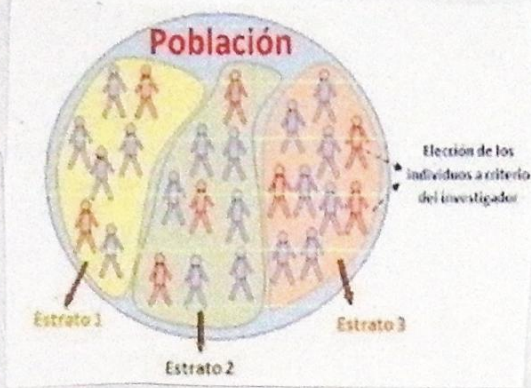 Población
Elección de los
individuos a criterio
del investigador
Estrato 1
Estrato 3
Estrato 2